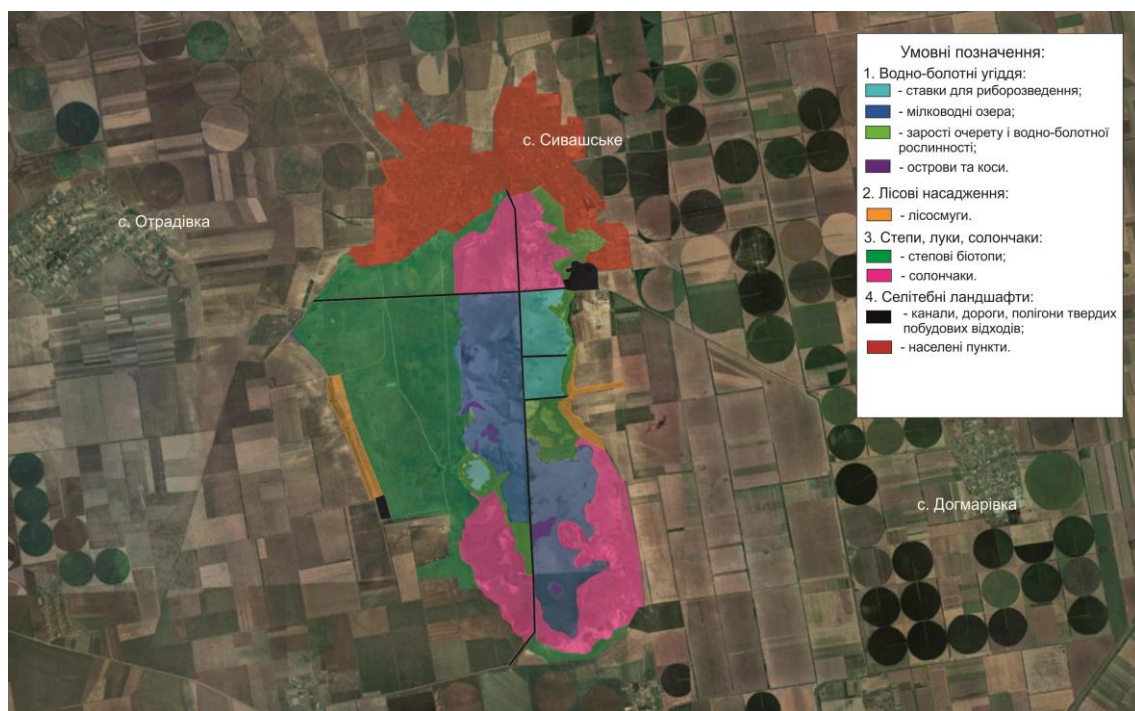 Умовні позначення:
1. Водно-болотні угіддя:
- ставки для риборозведення;
- мілководні озера;
- зарості очерету і водно-болотної
рослинності;
- острови та коси.
2. Лісові насадження:
- лісосмуги.
3. Степи, луки, солончаки:
- степові біотопи;
- солончаки.
4. Селітебні ландшафти:
- канали, дороги, полігони твердих
побудових відходів;
- населені пункти.
с. Сивашське
с. Отрадівка
с. Догмарівка